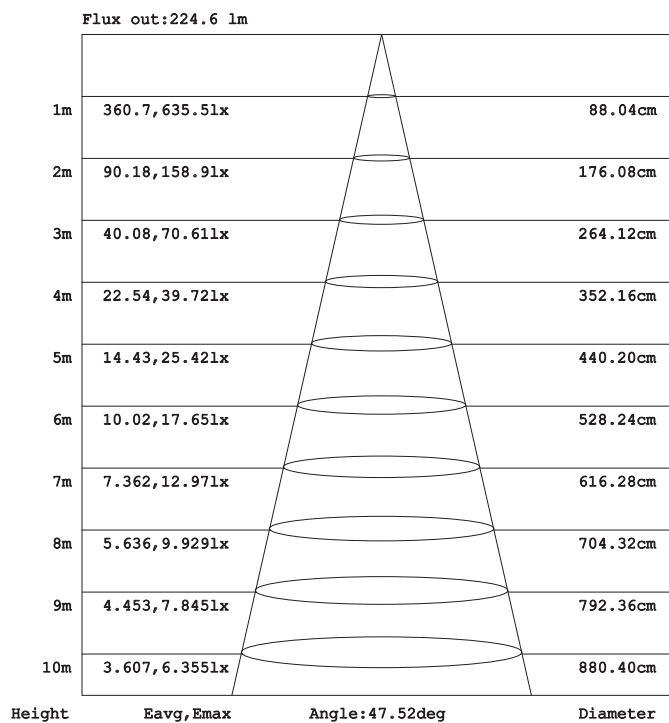 Flux out:224.6 lm
1m 360.7,635.5lx 88.04cm
2m 90.18,158.9lx 176.08cm
3m 40.08,70.61lx 264.12cm
4m 22.54,39.72lx 352.16cm
5m 14.43,25.42lx 440.20cm
6m 10.02,17.65lx 528.24cm
7m 7.362,12.97lx 616.28cm
8m 5.636,9.929lx 704.32cm
9m 4.453,7.845lx 792.36cm
10m 3.607,6.355lx 880.40cm
Height Eavg,Emax Angle:47.52deg Diameter